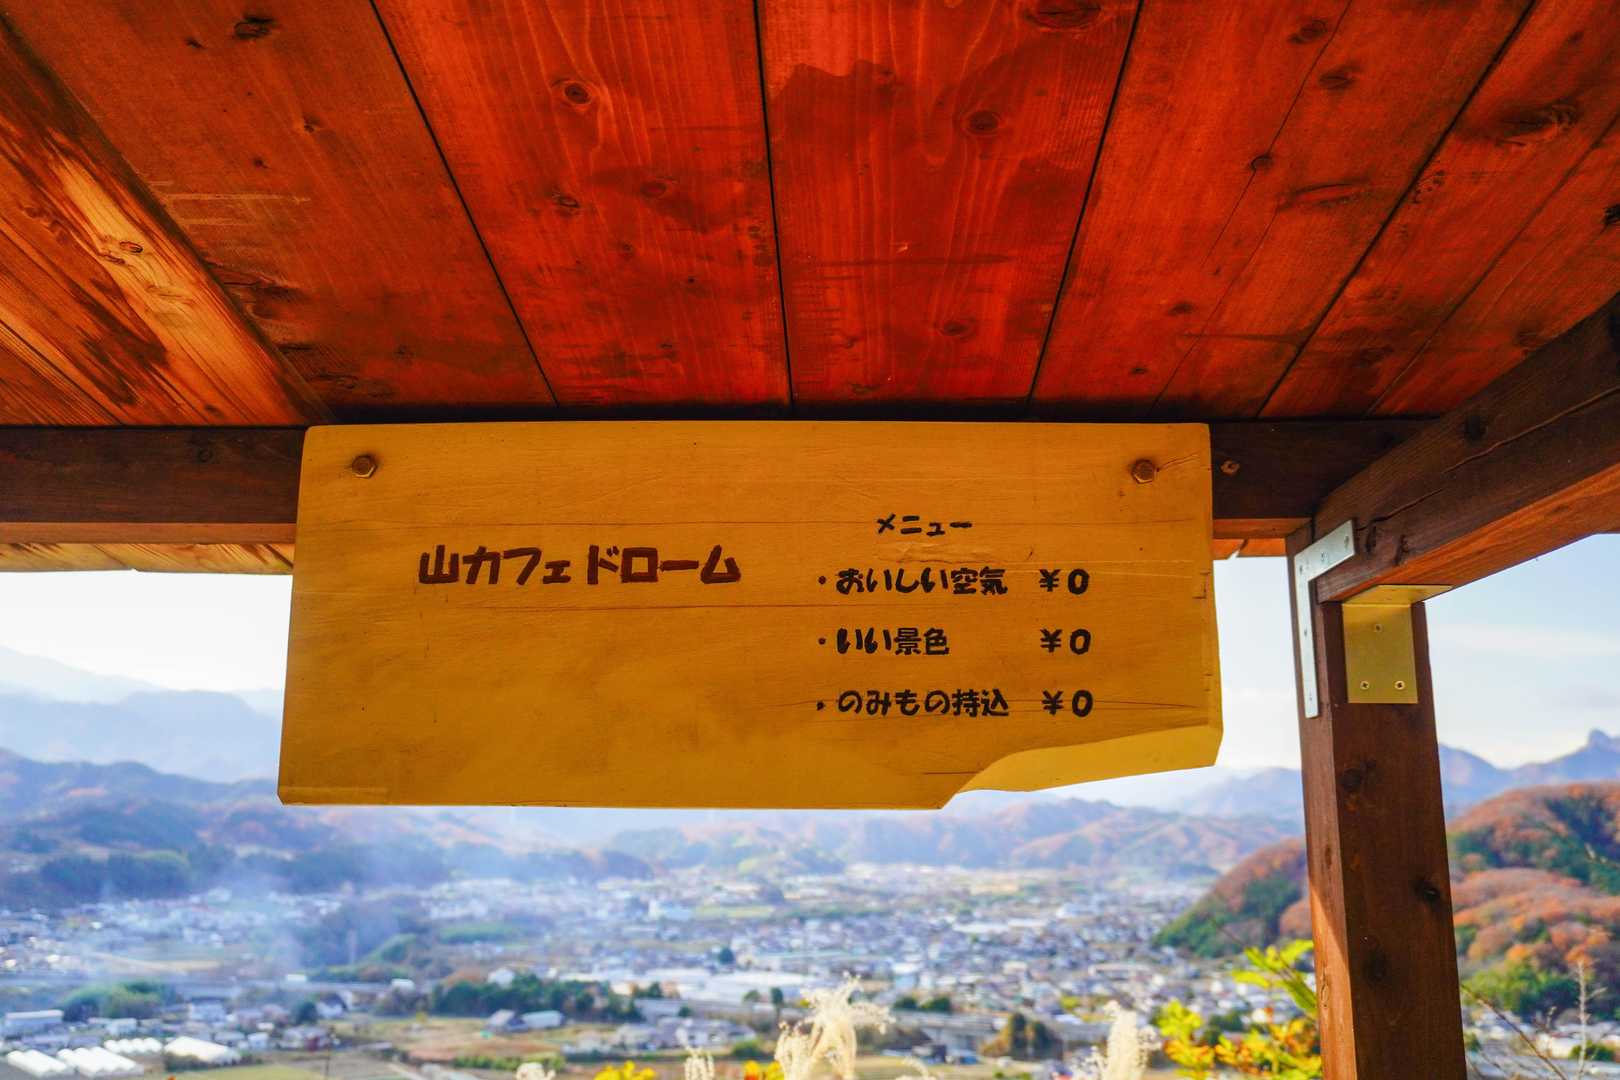 山カフェ ドローム
メニュー
・おいしい空気 ¥0
・いい景色 ¥0
・のみもの持込 ¥0